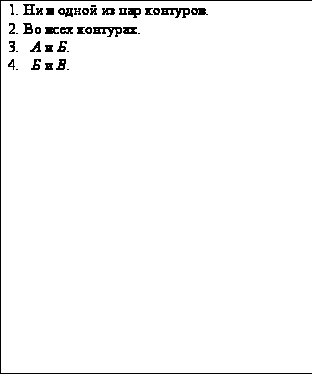 1. Ни в одной из пар контуров.
2. Во всех контурах.
3. А и Б.
4. Б и В.